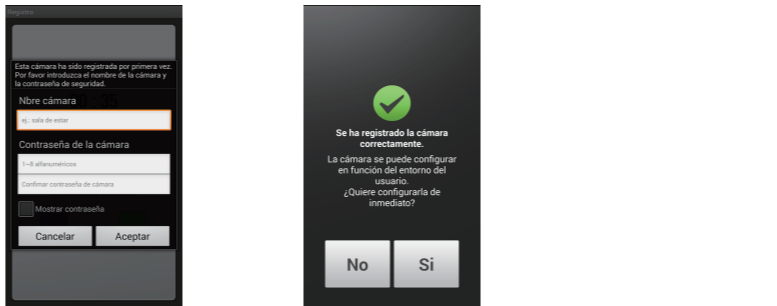 Registro
Esta cámara ha sido registrada por primera vez.
Por favor introduzca el nombre de la cámara y
la contraseña de seguridad.
Nbre cámara
ej.: sala de estar
Contraseña de la cámara
1~8 alfanuméricos
Confirmar contraseña de cámara
Mostrar contraseña
Cancelar
Aceptar
Se ha registrado la cámara
correctamente.
La cámara se puede configurar
en función del entorno del
usuario.
¿Quiere configurarla de
inmediato?
No
Si